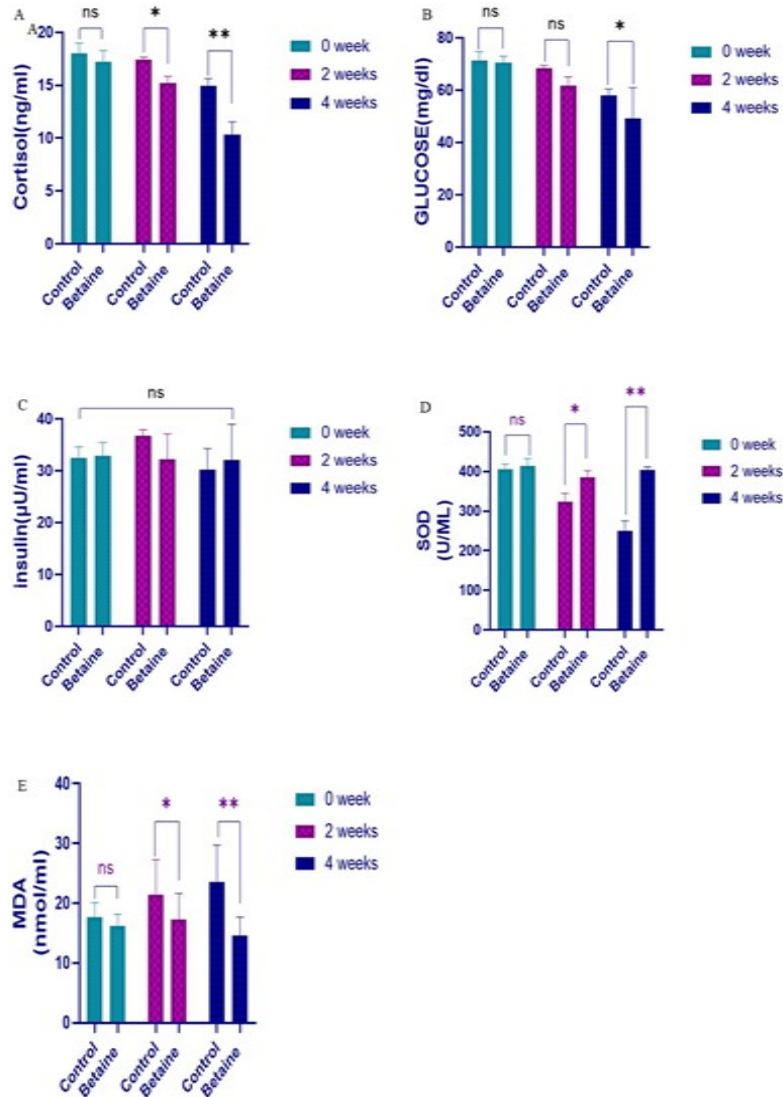 A
A
Cortisol(ng/ml)
20
15
10
5
0
ns
*
**
Control
Betaine
Control
Betaine
Control
Betaine
0 week
2 weeks
4 weeks
B
GLUCOSE(mg/dl)
80
60
40
20
0
ns
ns
*
Control
Betaine
Control
Betaine
Control
Betaine
0 week
2 weeks
4 weeks
C
insulin(µU/ml)
40
30
20
10
0
ns
Control
Betaine
Control
Betaine
Control
Betaine
0 week
2 weeks
4 weeks
D
SOD
(U/ML)
500
400
300
200
100
0
ns
*
**
Control
Betaine
Control
Betaine
Control
Betaine
0 week
2 weeks
4 weeks
E
MDA
(nmol/ml)
40
30
20
10
0
ns
*
**
Control
Betaine
Control
Betaine
Control
Betaine
0 week
2 weeks
4 weeks